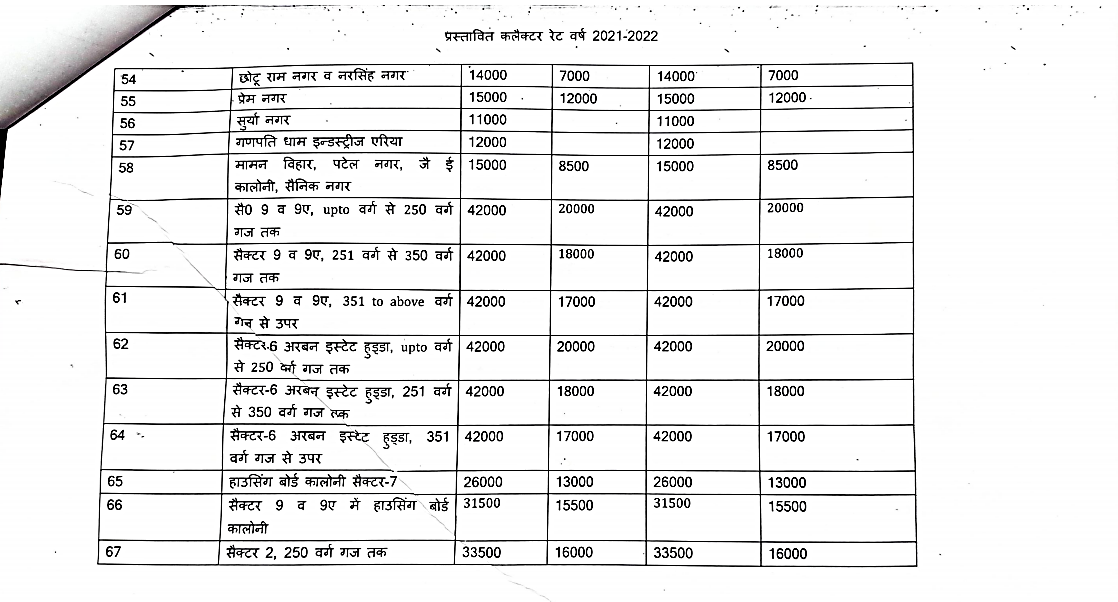 प्रस्तावित कलैक्टर रेट वर्ष 2021-2022
54 छोटू राम नगर व नरसिंह नगर 14000 7000 14000 7000
55 प्रेम नगर 15000 12000 15000 12000
56 सुर्या नगर 11000 11000
57 गणपति धाम इन्डस्ट्रीज एरिया 12000 12000
58 मामन विहार, पटेल नगर, जै ई 15000 8500 15000 8500
कालोनी, सैनिक नगर
59 सै0 9 व 9ए, upto वर्ग से 250 वर्ग 42000 20000 42000 20000
गज तक
60 सैक्टर 9 व 9ए, 251 वर्ग से 350 वर्ग 42000 18000 42000 18000
गज तक
61 सैक्टर 9 व 9ए, 351 to above वर्ग 42000 17000 42000 17000
गज से उपर
62 सैक्टर-6 अरबन इस्टेट हुड्डा, upto वर्ग 42000 20000 42000 20000
से 250 वर्ग गज तक
63 सैक्टर-6 अरबन इस्टेट हुड्डा, 251 वर्ग 42000 18000 42000 18000
से 350 वर्ग गज तक
64 सैक्टर-6 अरबन इस्टेट हुड्डा, 351 42000 17000 42000 17000
वर्ग गज से उपर
65 हाउसिंग बोर्ड कालोनी सैक्टर-7 26000 13000 26000 13000
66 सैक्टर 9 व 9ए में हाउसिंग बोर्ड 31500 15500 31500 15500
कालोनी
67 सैक्टर 2, 250 वर्ग गज तक 33500 16000 33500 16000